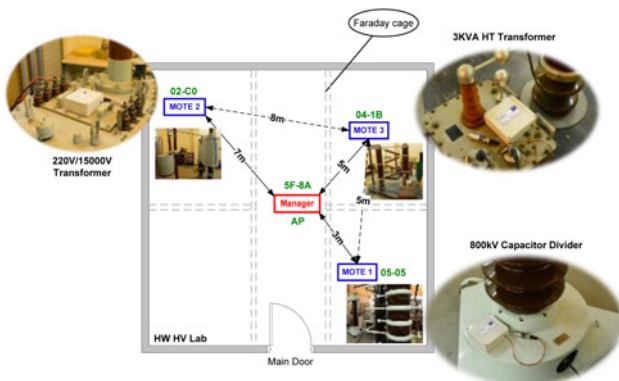 Faraday cage
3KVA HT Transformer
02-C0
MOTE 2
8m
04-1B
MOTE 3
220V/15000V
Transformer
7m
5m
5F-8A
Manager
AP
5m
3m
800kV Capacitor Divider
MOTE 1
05-05
HW HV Lab
Main Door